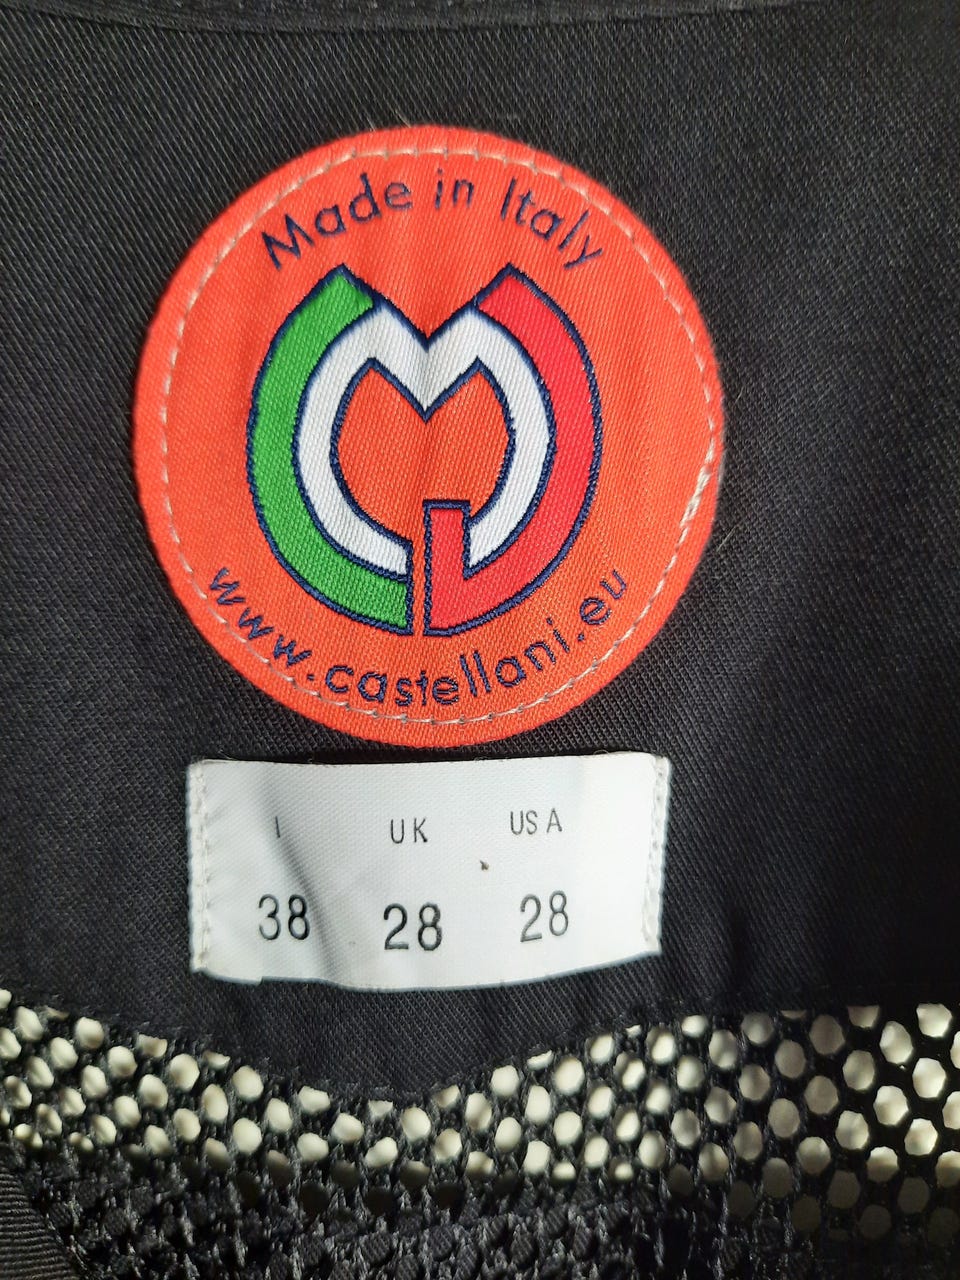 Made in Italy
www.castellani.eu
I UK USA
38 28 28